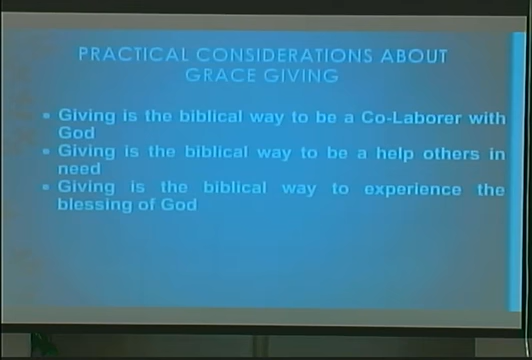 PRACTICAL CONSIDERATIONS ABOUT
GRACE GIVING
▪ Giving is the biblical way to be a Co-Laborer with
God
▪ Giving is the biblical way to be a help others in
need
▪ Giving is the biblical way to experience the
blessing of God